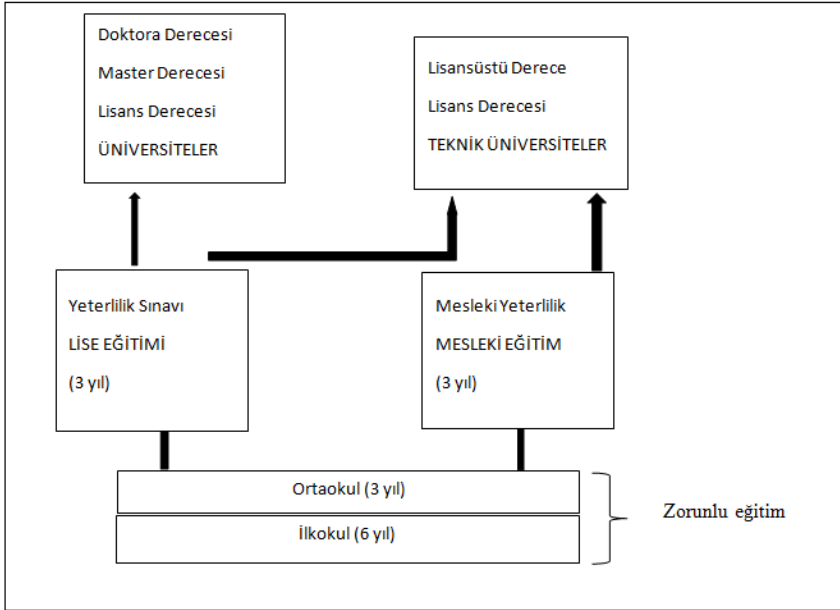 Doktora Derecesi
Master Derecesi
Lisans Derecesi
ÜNİVERSİTELER
Lisansüstü Derece
Lisans Derecesi
TEKNİK ÜNİVERSİTELER
Yeterlilik Sınavı
LİSE EĞİTİMİ
(3 yıl)
Mesleki Yeterlilik
MESLEKİ EĞİTİM
(3 yıl)
Ortaokul (3 yıl)
İlkokul (6 yıl)
Zorunlu eğitim